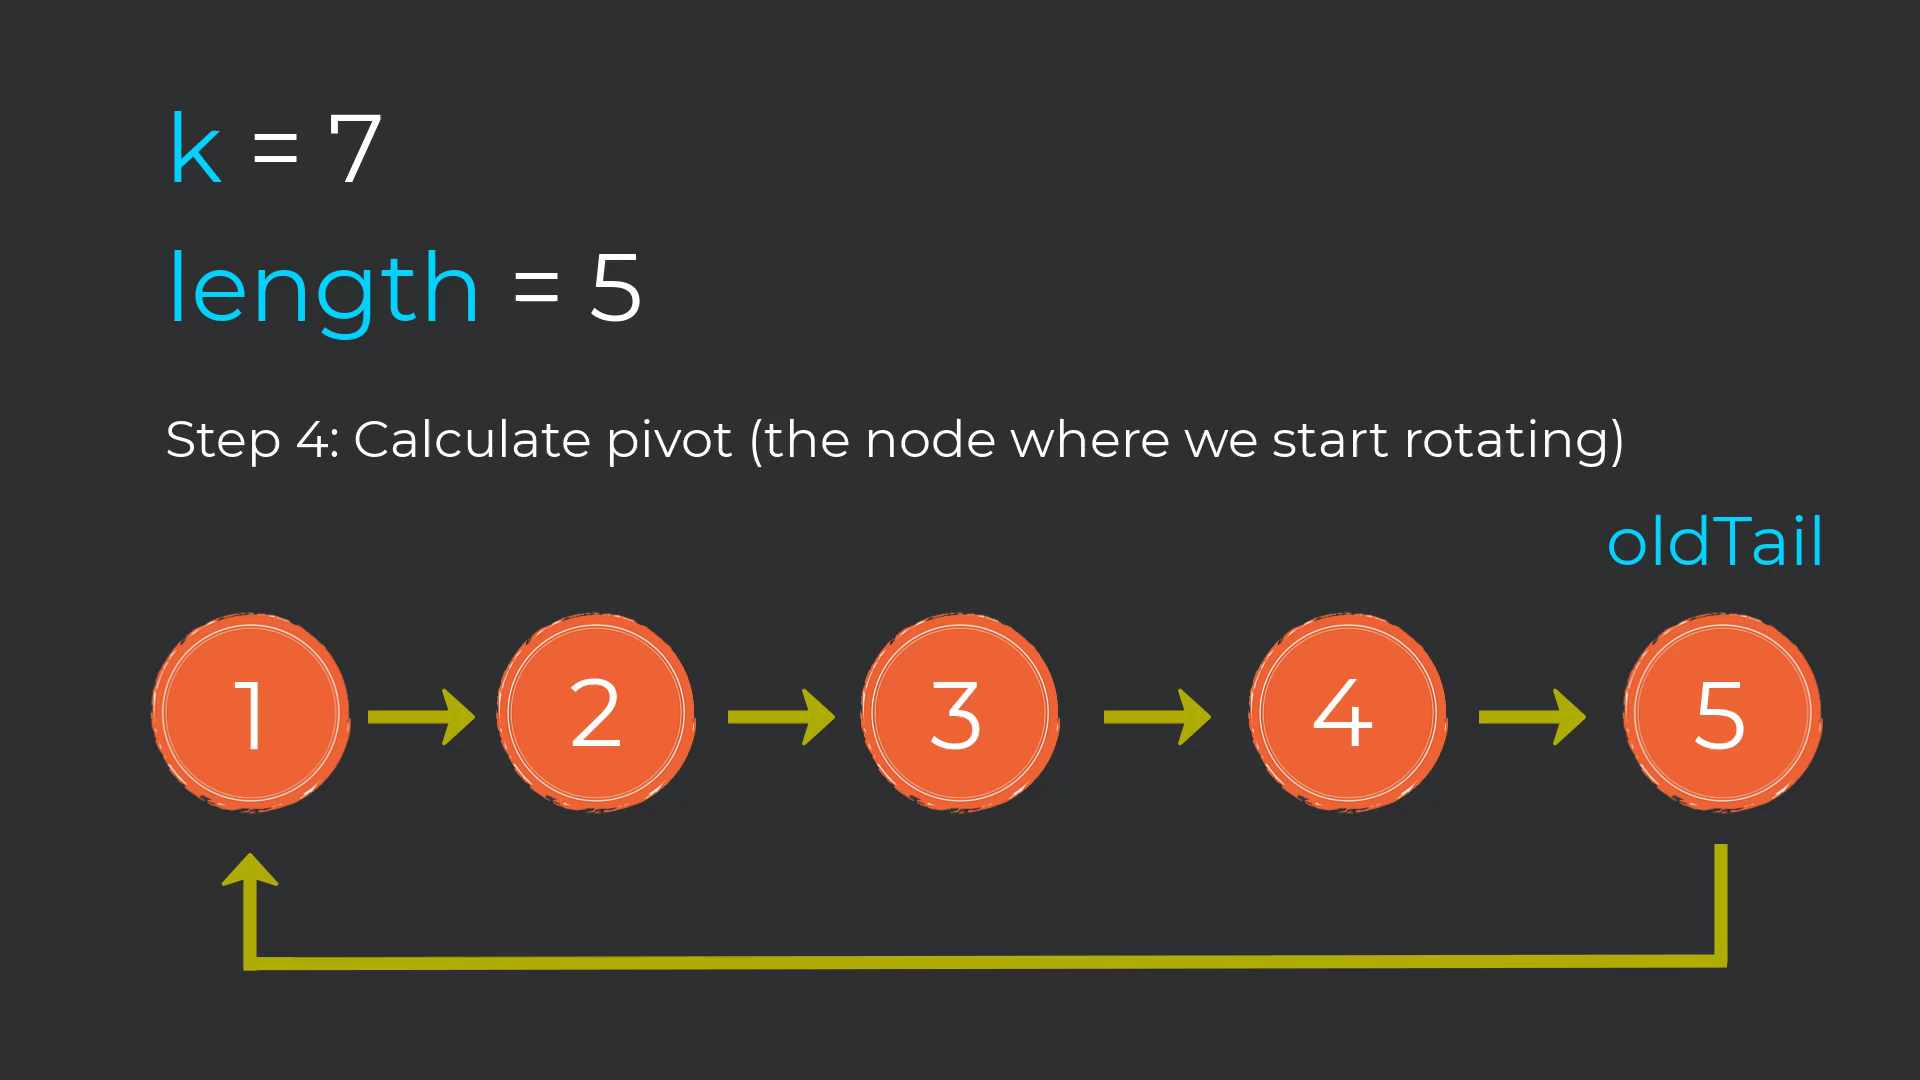 k = 7
length = 5
Step 4: Calculate pivot (the node where we start rotating)
oldTail
1 2 3 4 5